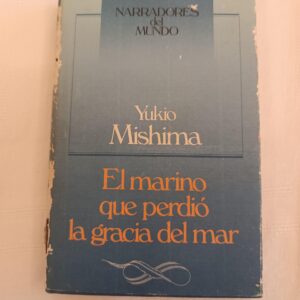 NARRADORES del
MUNDO
Yukio
Mishima
El marino
que perdió
la gracia del mar